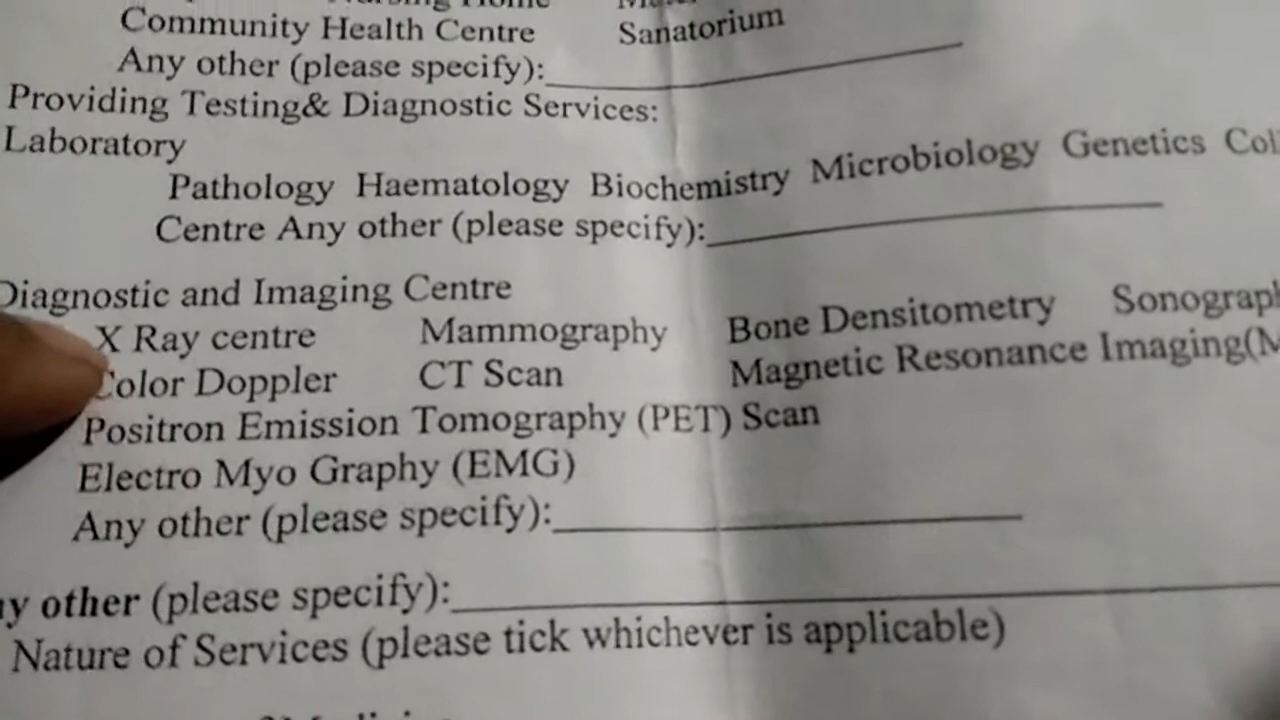 Community Health Centre Sanatorium
Any other (please specify):
Providing Testing& Diagnostic Services:
Laboratory
Pathology Haematology Biochemistry Microbiology Genetics
Centre Any other (please specify):
Diagnostic and Imaging Centre
X Ray centre Mammography Bone Densitometry
Color Doppler CT Scan Magnetic Resonance Imaging(M
Positron Emission Tomography (PET) Scan
Electro Myo Graphy (EMG)
Any other (please specify):
other (please specify):
Nature of Services (please tick whichever is applicable)